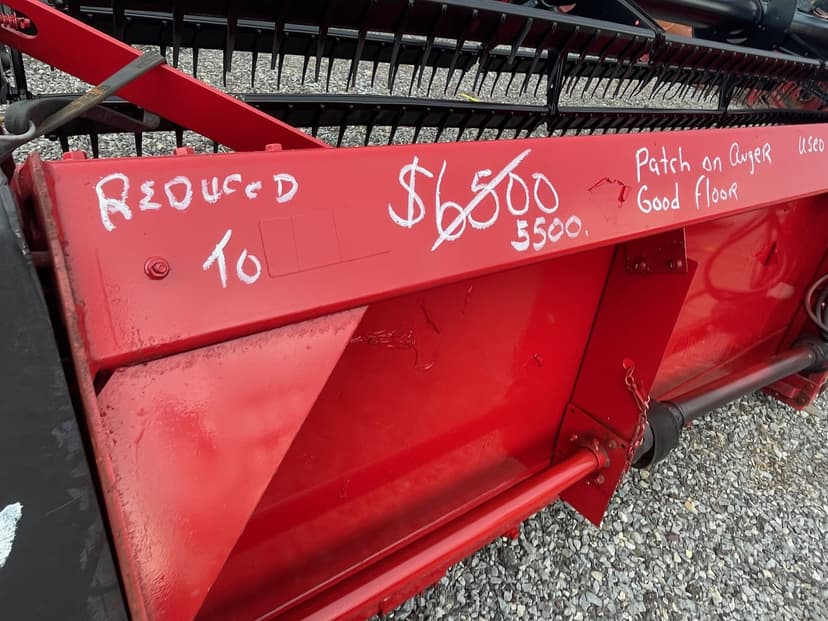 REDUCED
TO
$6500
5500.
Patch on Auger
Good floor
USED